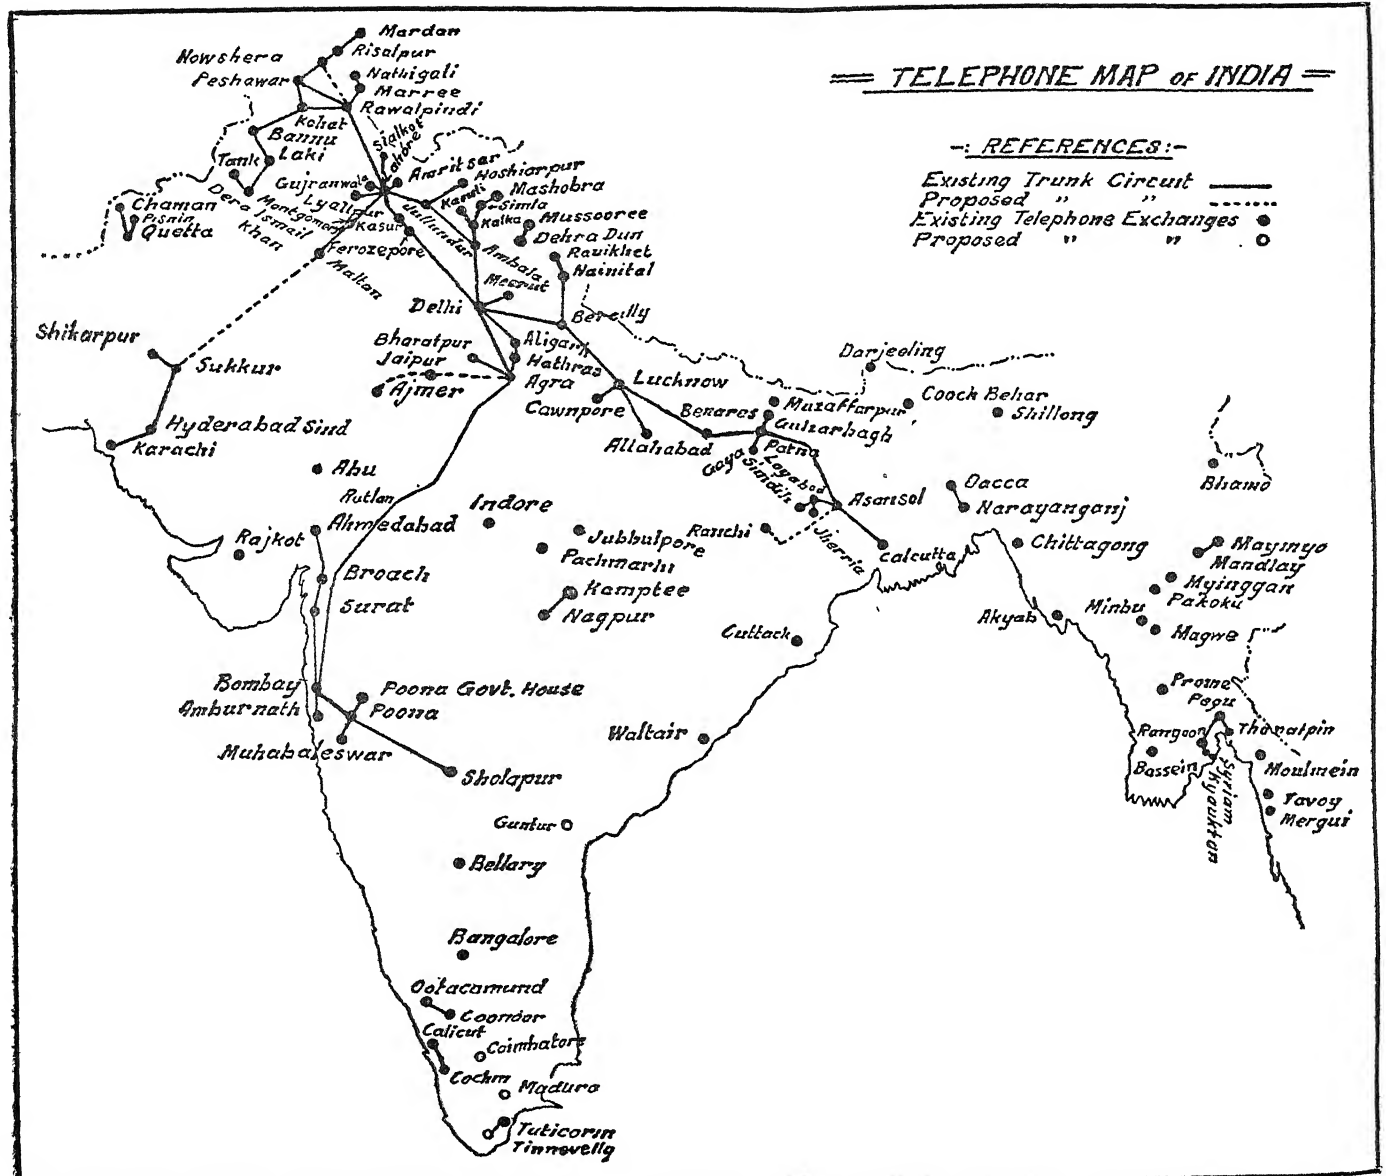 TELEPHONE MAP OF INDIA
-: REFERENCES:-
Existing Trunk Circuit
Proposed " "
Existing Telephone Exchanges
Proposed " "
Mardan
Risalpur
Nowshera
Peshawar
Nathigali
Marree
Rawalpindi
Kohat
Bannu
Laki
Tank
Dera Ismail Khan
Sialkot
Lahore
Amritsar
Gujranwala
Lyallpur
Montgomery
Kasur
Ferozepore
Multan
Jullundur
Hoshiarpur
Kasuli
Mashobra
Simla
Kalka
Mussooree
Dehra Dun
Ambala
Ranikhet
Nainital
Meerut
Chaman
Pisnin
Quetta
Delhi
Bereilly
Shikarpur
Sukkur
Bharatpur
Jaipur
Ajmer
Aligarh
Hathras
Agra
Lucknow
Cawnpore
Allahabad
Benares
Darjeeling
Cooch Behar
Shillong
Muzaffarpur
Gulzarbagh
Patna
Gaya
Sindih
Loyabad
Jherria
Asansol
Ranchi
Calcutta
Dacca
Narayanganj
Chittagong
Hyderabad Sind
Karachi
Abu
Rutlam
Ahmedabad
Rajkot
Indore
Jubbulpore
Pachmarhi
Broach
Surat
Kamptee
Nagpur
Cuttack
Akyab
Bhamo
Maymyo
Mandlay
Myinggan
Pakoku
Minbu
Magwe
Prome
Pegu
Rangoon
Thanatpin
Bassein
Moulmein
Syriam
Kyauktan
Tavoy
Mergui
Bombay
Amburnath
Poona Govt. House
Poona
Muhabaleswar
Sholapur
Waltair
Guntur
Bellary
Bangalore
Ootacamund
Coonoor
Calicut
Coimbatore
Cochin
Madura
Tuticorin
Tinnevelly